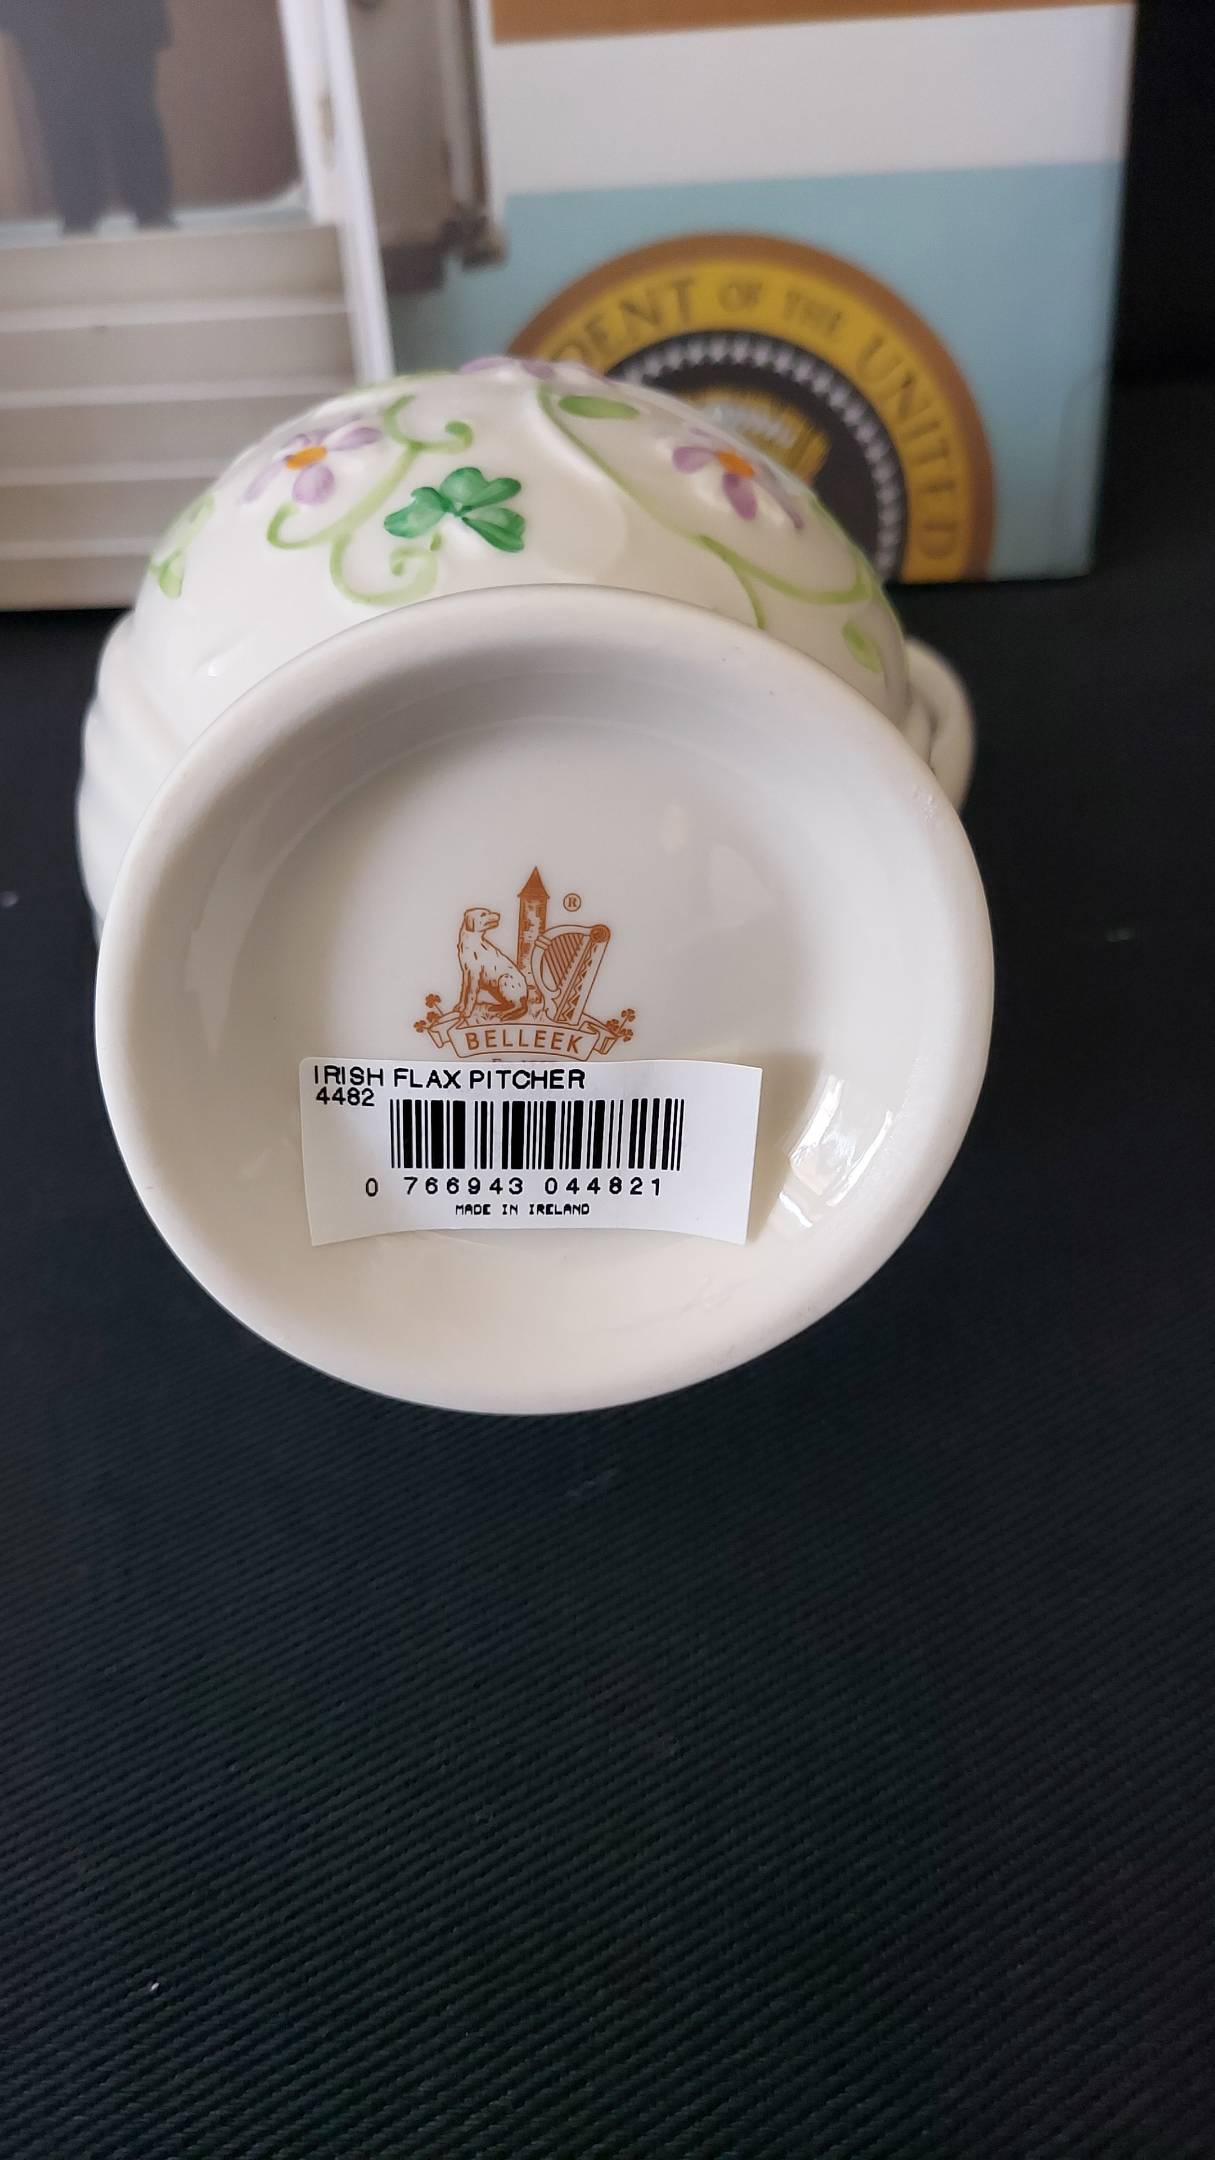 DENT OF THE UNITED
®
BELLEEK
IRISH FLAX PITCHER
4482
0 766943 044821
MADE IN IRELAND